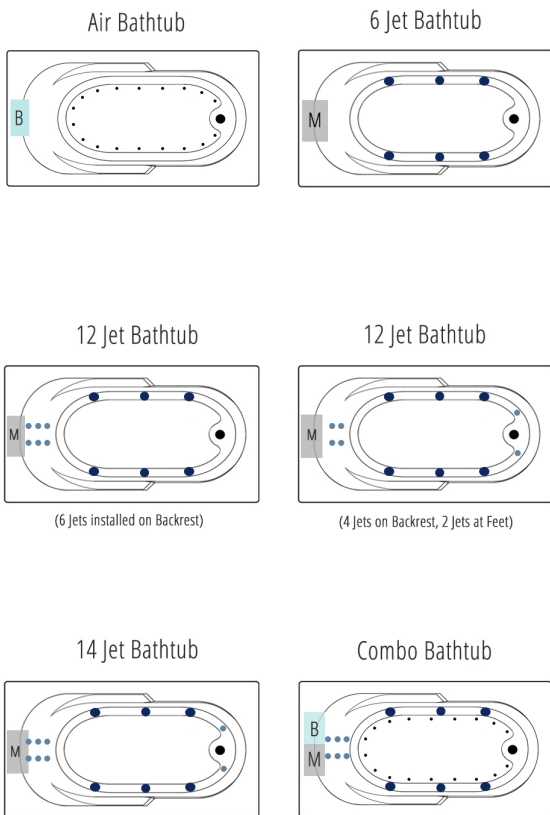 Air Bathtub
6 Jet Bathtub
B
M
12 Jet Bathtub
12 Jet Bathtub
M
M
(6 Jets installed on Backrest)
(4 Jets on Backrest, 2 Jets at Feet)
14 Jet Bathtub
Combo Bathtub
M
B
M